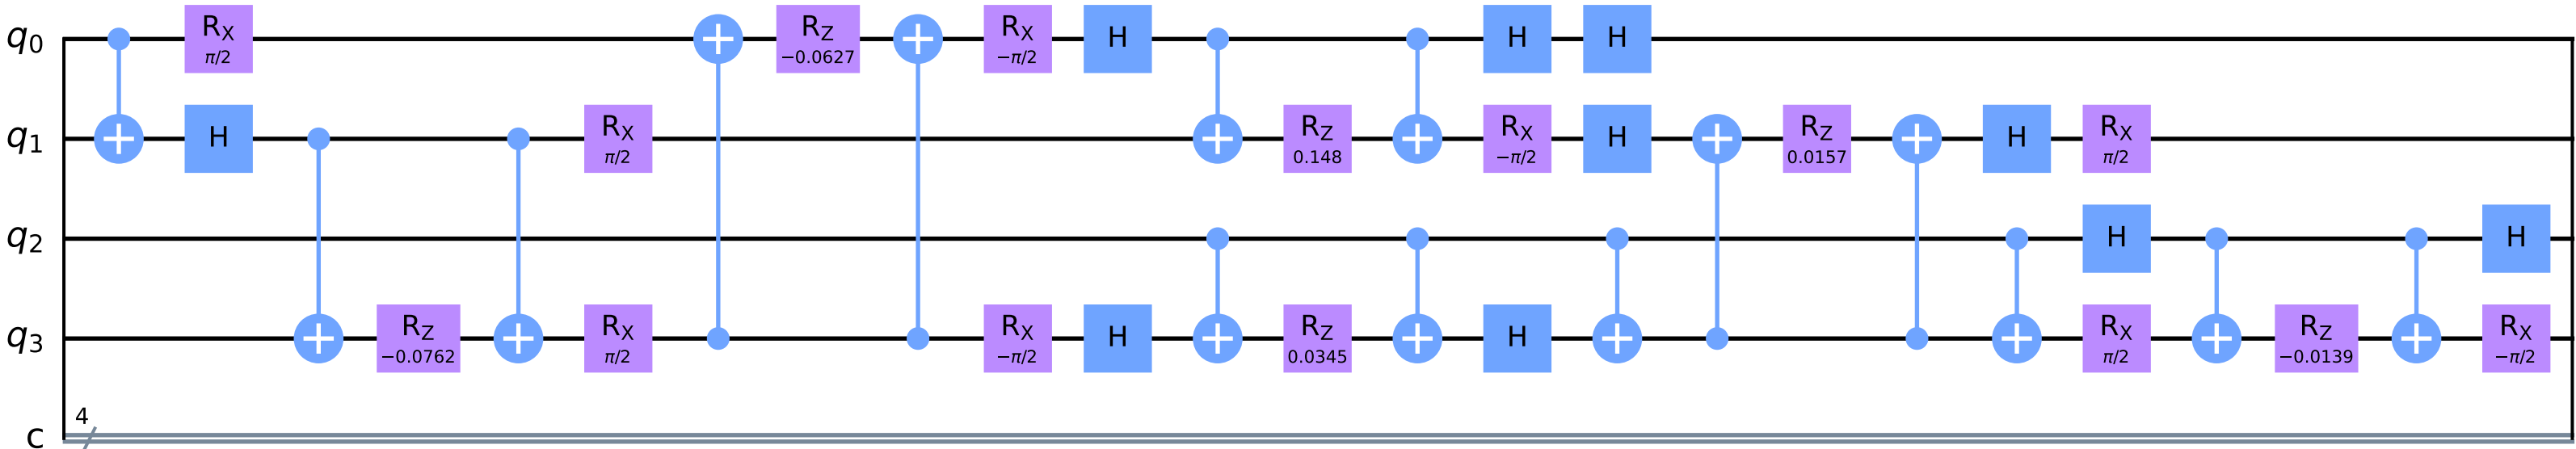 q0 RX π/2 RZ −0.0627 RX −π/2 H H H
q1 H RX π/2 RZ 0.148 RX −π/2 H RZ 0.0157 H RX π/2
q2 H H
q3 RZ −0.0762 RX π/2 RX −π/2 H RZ 0.0345 H RX π/2 RZ −0.0139 RX −π/2
4
c